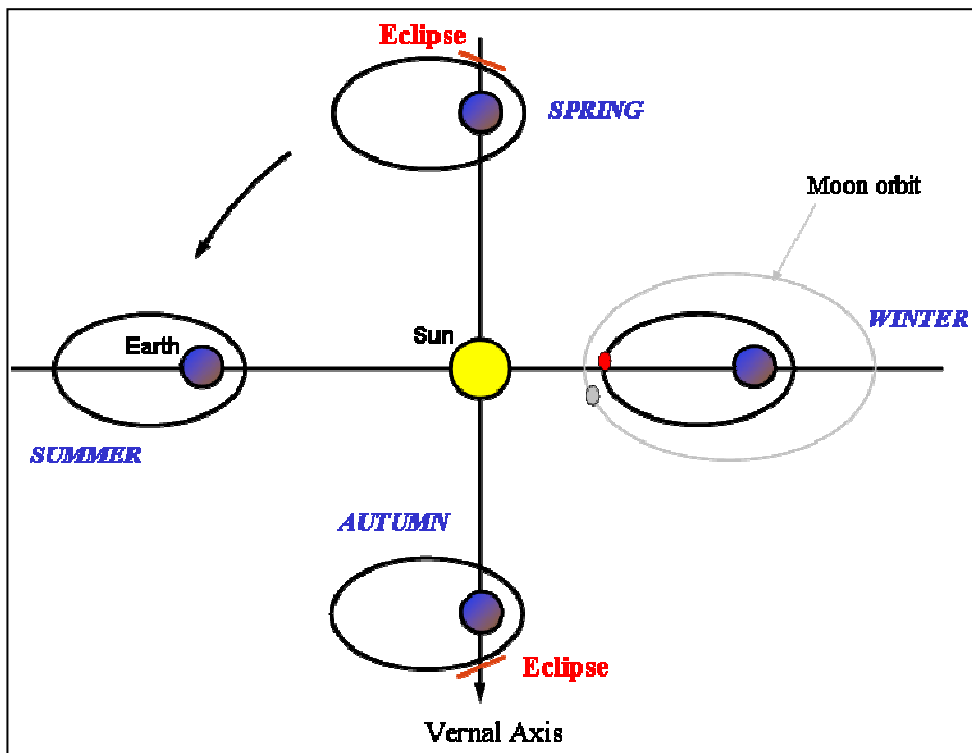 Eclipse
SPRING
Moon orbit
WINTER
Sun
Earth
SUMMER
AUTUMN
Eclipse
Vernal Axis